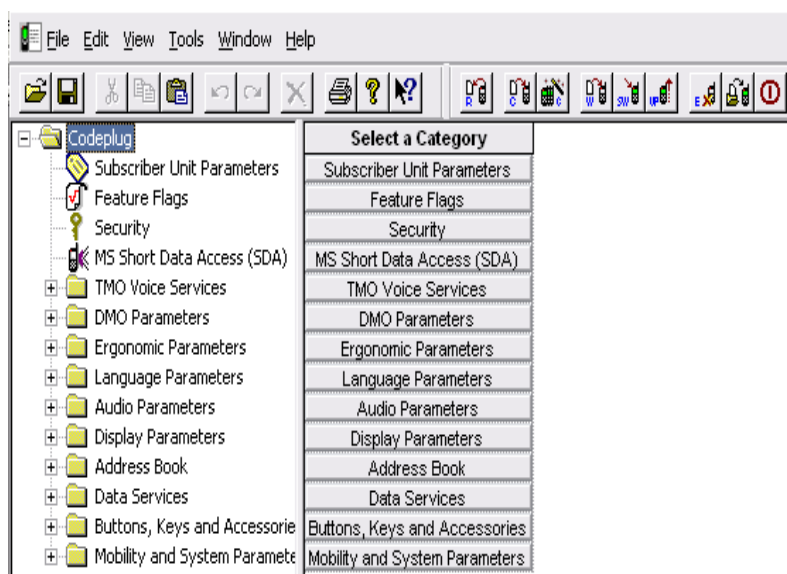 File Edit View Tools Window Help
R C C W SW UP E
Codeplug
Subscriber Unit Parameters
Feature Flags
Security
MS Short Data Access (SDA)
TMO Voice Services
DMO Parameters
Ergonomic Parameters
Language Parameters
Audio Parameters
Display Parameters
Address Book
Data Services
Buttons, Keys and Accessorie
Mobility and System Paramete
Select a Category
Subscriber Unit Parameters
Feature Flags
Security
MS Short Data Access (SDA)
TMO Voice Services
DMO Parameters
Ergonomic Parameters
Language Parameters
Audio Parameters
Display Parameters
Address Book
Data Services
Buttons, Keys and Accessories
Mobility and System Parameters